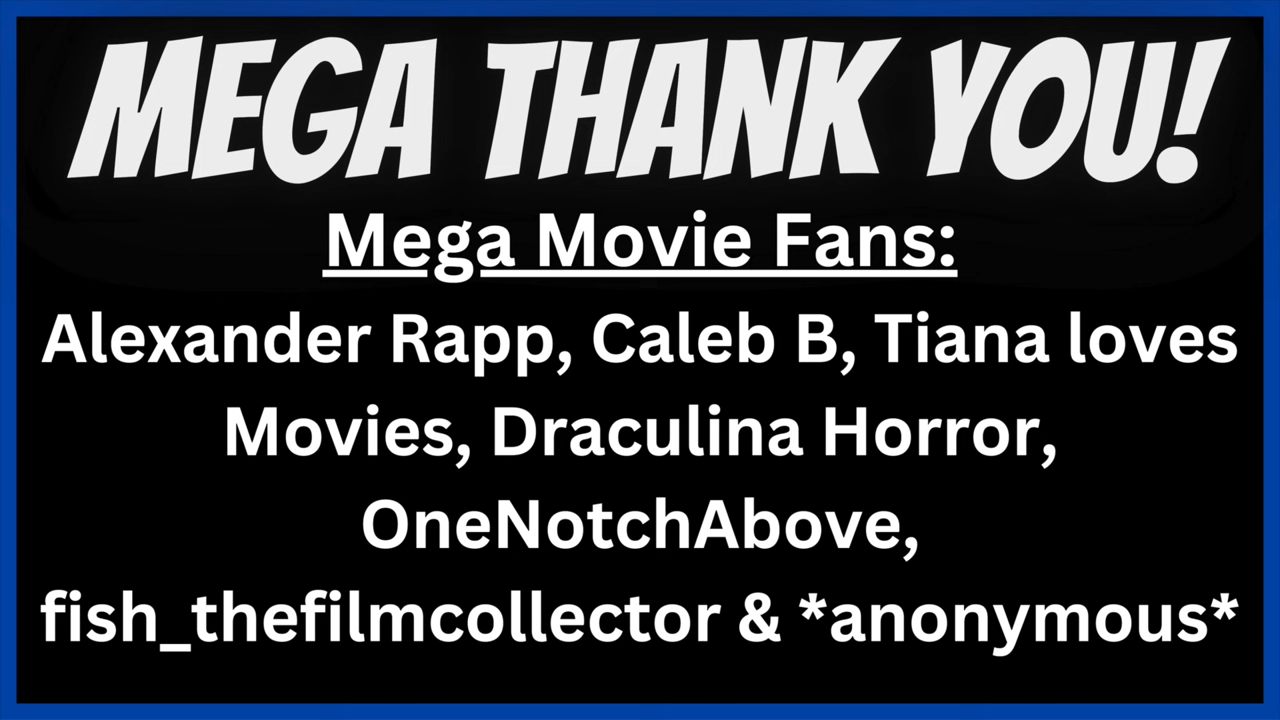 MEGA THANK YOU!
Mega Movie Fans:
Alexander Rapp, Caleb B, Tiana loves
Movies, Draculina Horror,
OneNotchAbove,
fish_thefilmcollector & *anonymous*